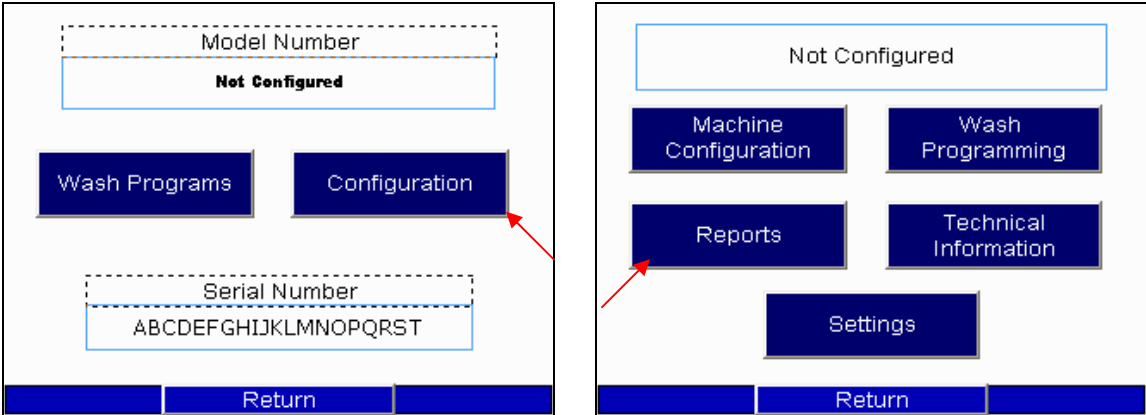 Model Number
Not Configured
Wash Programs
Configuration
Serial Number
ABCDEFGHIJKLMNOPQRST
Return
Not Configured
Machine
Configuration
Wash
Programming
Reports
Technical
Information
Settings
Return